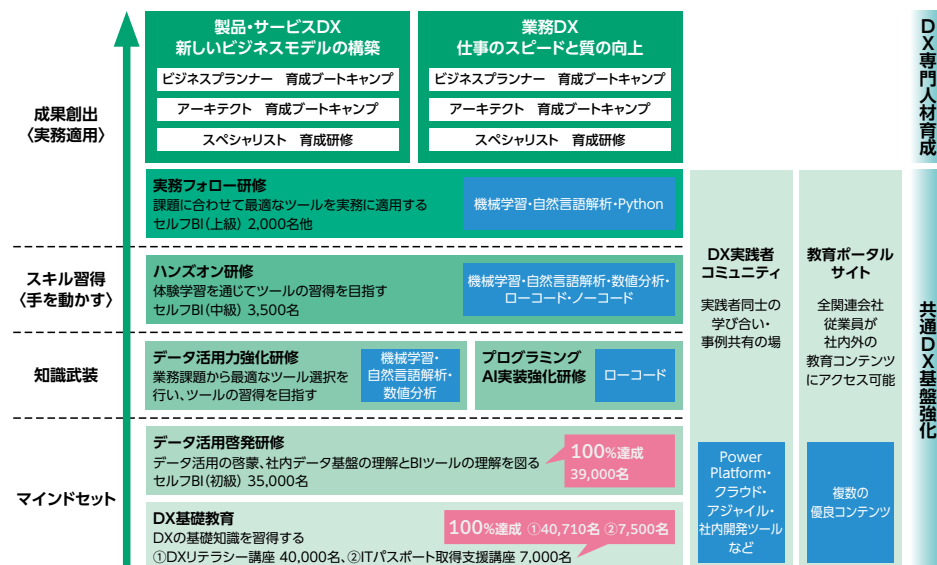 製品・サービスDX
新しいビジネスモデルの構築
ビジネスプランナー　育成ブートキャンプ
アーキテクト　育成ブートキャンプ
スペシャリスト　育成研修
業務DX
仕事のスピードと質の向上
ビジネスプランナー　育成ブートキャンプ
アーキテクト　育成ブートキャンプ
スペシャリスト　育成研修
DX専門人材育成
成果創出
〈実務適用〉
実務フォロー研修
課題に合わせて最適なツールを実務に適用する
セルフBI(上級) 2,000名他
機械学習・自然言語解析・Python
スキル習得
〈手を動かす〉
ハンズオン研修
体験学習を通じてツールの習得を目指す
セルフBI(中級) 3,500名
機械学習・自然言語解析・数値分析・
ローコード・ノーコード
知識武装
データ活用力強化研修
業務課題から最適なツール選択を
行い、ツールの習得を目指す
機械学習・
自然言語解析・
数値分析
プログラミング
AI実装強化研修
ローコード
マインドセット
データ活用啓発研修
データ活用の啓蒙、社内データ基盤の理解とBIツールの理解を図る
セルフBI(初級) 35,000名
100%達成
39,000名
DX基礎教育
DXの基礎知識を習得する
①DXリテラシー講座 40,000名、②ITパスポート取得支援講座 7,000名
100%達成 ①40,710名 ②7,500名
DX実践者
コミュニティ
実践者同士の
学び合い・
事例共有の場
Power
Platform・
クラウド・
アジャイル・
社内開発ツール
など
教育ポータル
サイト
全関連会社
従業員が
社内外の
教育コンテンツ
にアクセス可能
複数の
優良コンテンツ
共通DX基盤強化